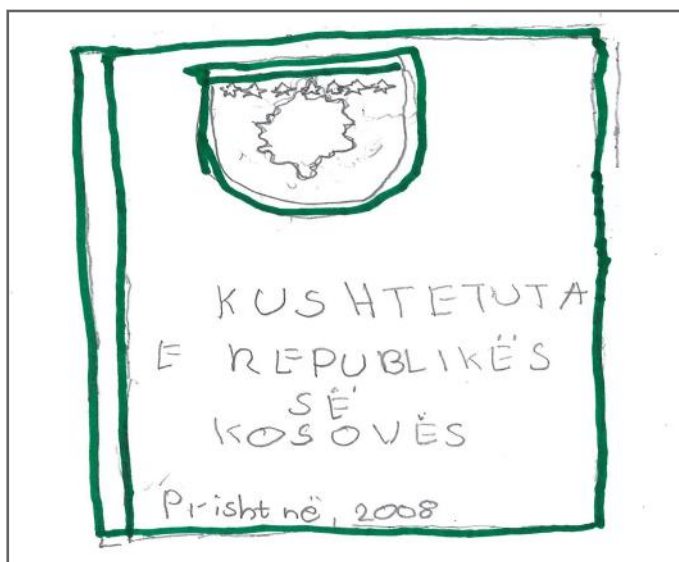 KUSHTETUTA
E REPUBLIKËS
SË
KOSOVËS
Prishtnë, 2008